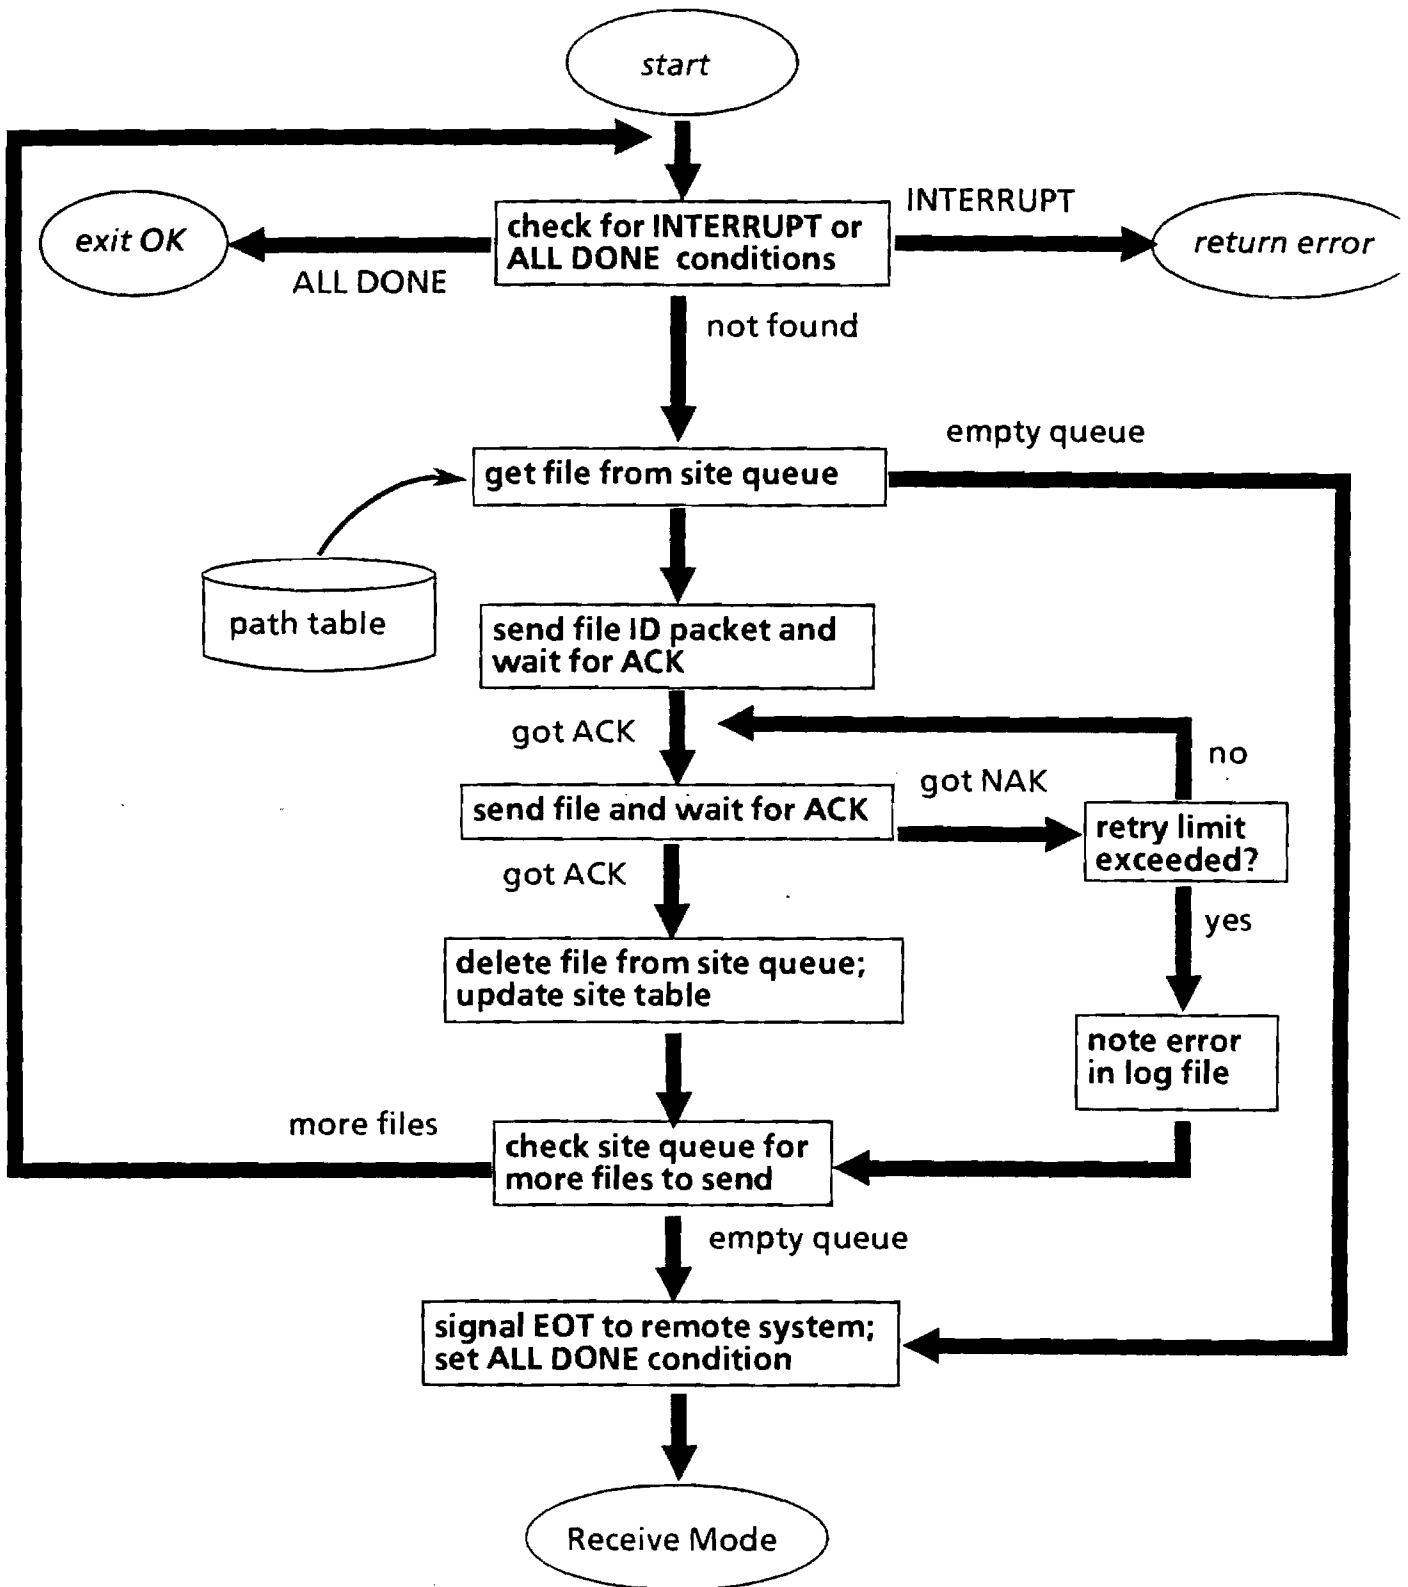 start
INTERRUPT
check for INTERRUPT or
ALL DONE conditions
exit OK
return error
ALL DONE
not found
empty queue
get file from site queue
path table
send file ID packet and
wait for ACK
got ACK
no
got NAK
send file and wait for ACK
retry limit
exceeded?
got ACK
yes
delete file from site queue;
update site table
note error
in log file
more files
check site queue for
more files to send
empty queue
signal EOT to remote system;
set ALL DONE condition
Receive Mode